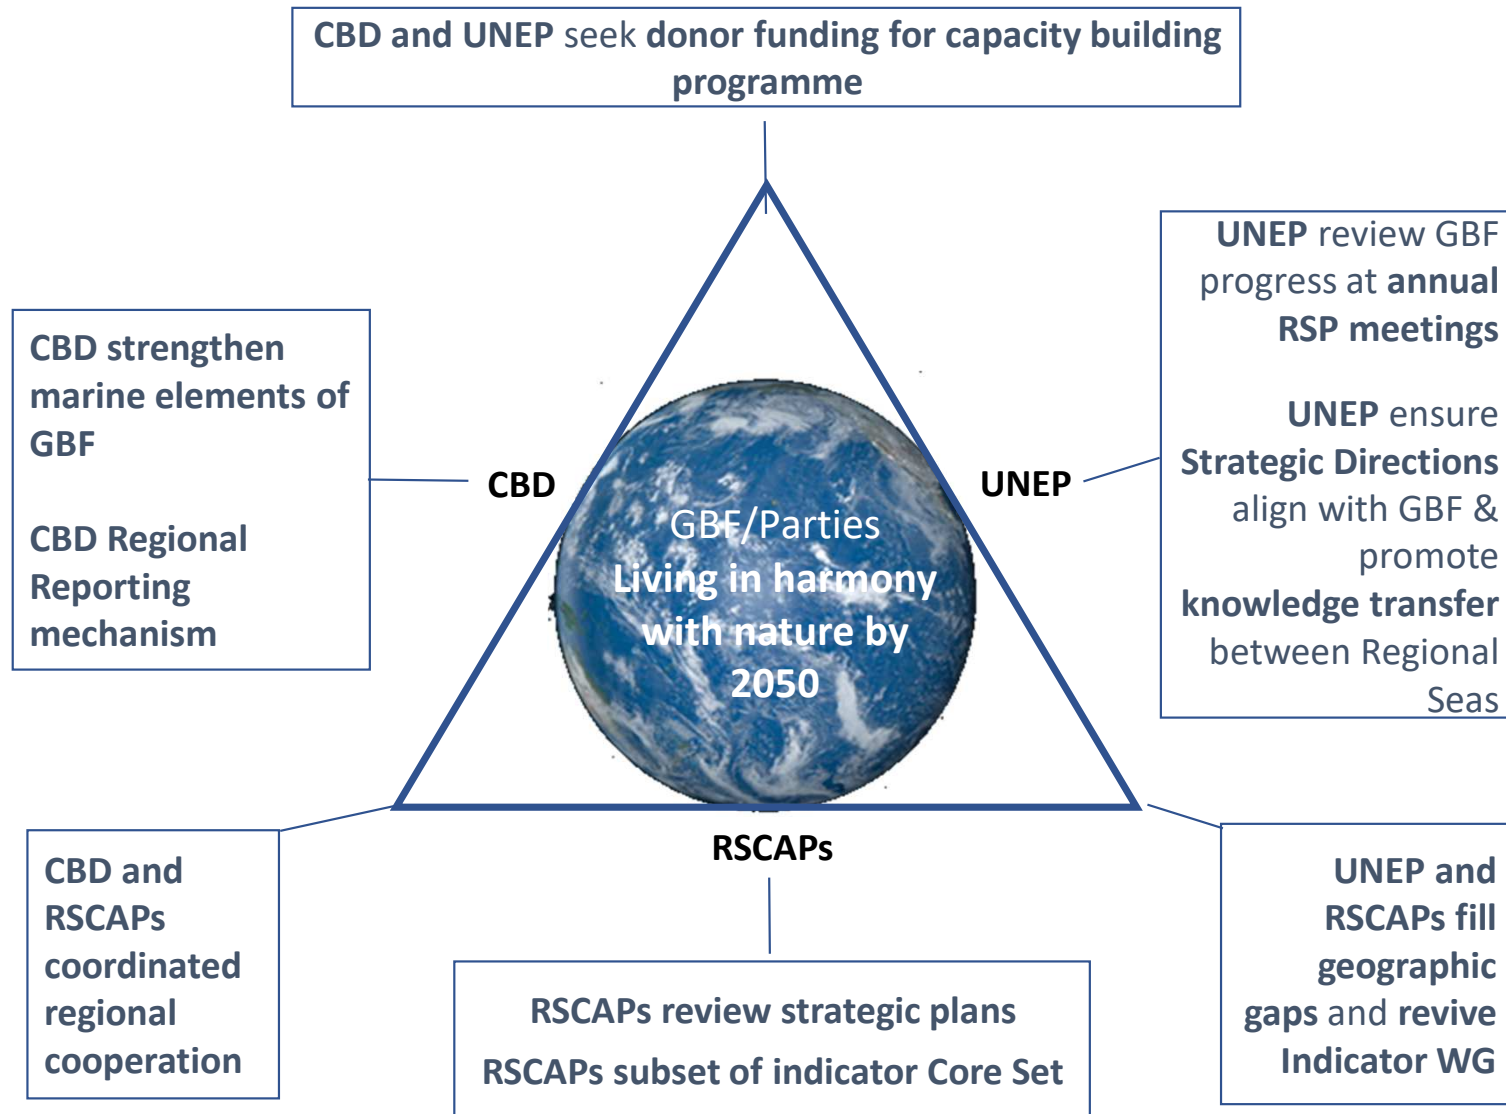 CBD and UNEP seek donor funding for capacity building
programme
UNEP review GBF
progress at annual
RSP meetings
UNEP ensure
Strategic Directions
align with GBF &
promote
knowledge transfer
between Regional
Seas
CBD strengthen
marine elements of
GBF
CBD Regional
Reporting
mechanism
CBD
UNEP
GBF/Parties
Living in harmony
with nature by
2050
RSCAPs
CBD and
RSCAPs
coordinated
regional
cooperation
RSCAPs review strategic plans
RSCAPs subset of indicator Core Set
UNEP and
RSCAPs fill
geographic
gaps and revive
Indicator WG